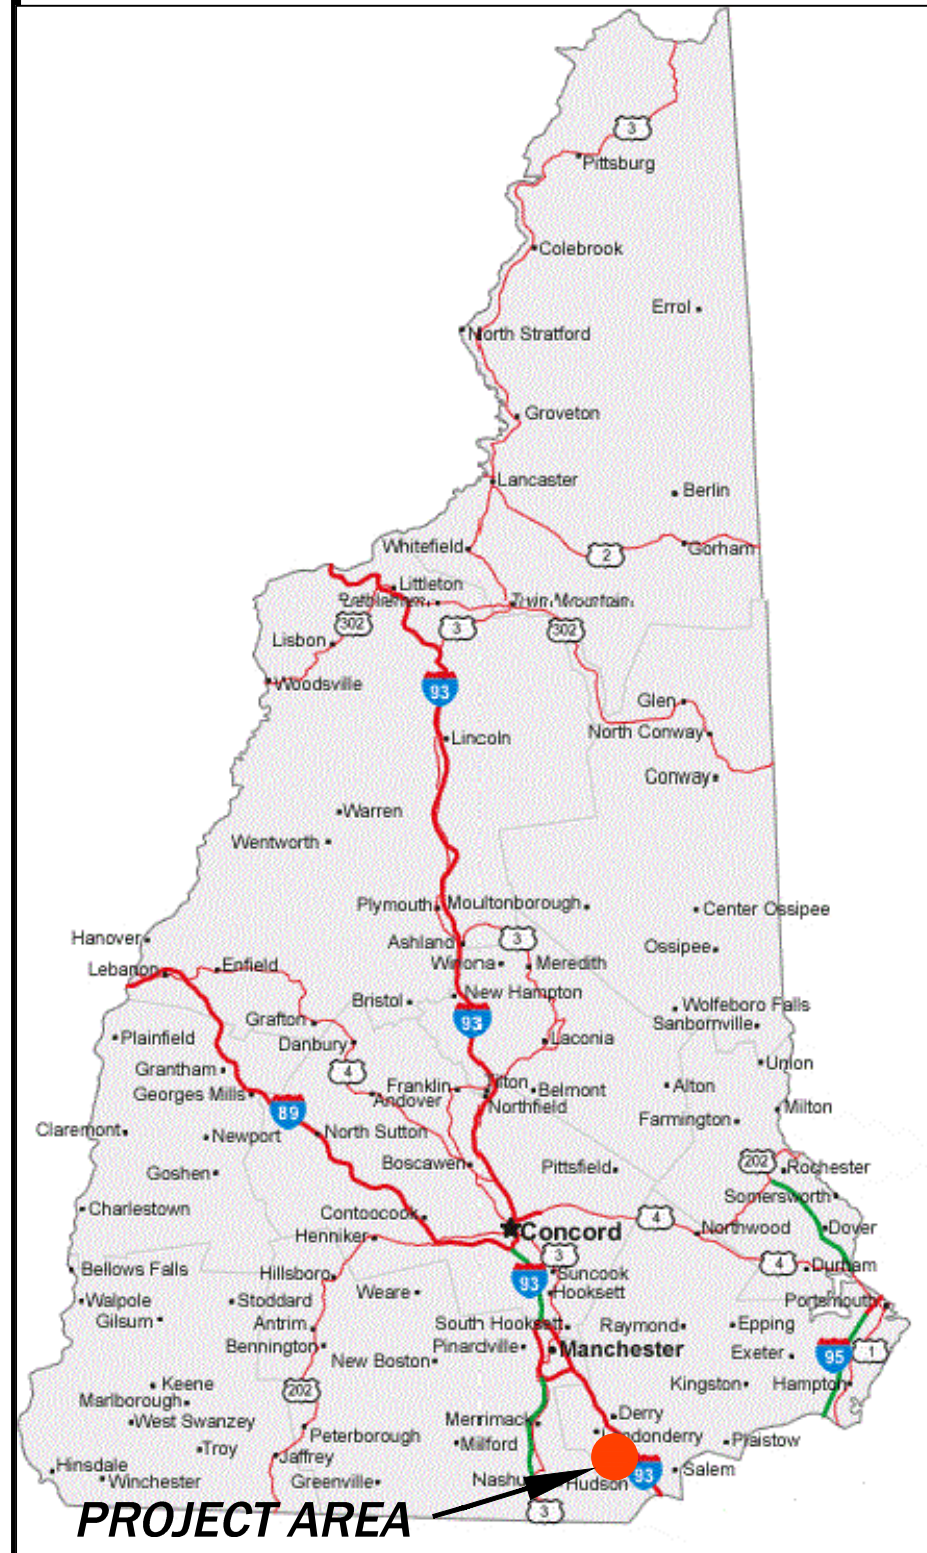 3
Pittsburg
Colebrook
Errol
North Stratford
Groveton
Lancaster
Berlin
Whitefield
2
Gorham
Littleton
Twin Mountain
302
3
302
Lisbon
Woodsville
93
Glen
Lincoln
North Conway
Conway
Warren
Wentworth
Plymouth
Moultonborough
Center Ossipee
Hanover
Ashland
3
Ossipee
Lebanon
Enfield
Winona
Meredith
Bristol
New Hampton
Wolfeboro Falls
Grafton
93
Sanbornville
Plainfield
Danbury
Laconia
Union
Grantham
4
Franklin
Tilton
Belmont
Alton
Georges Mills
Andover
Northfield
Milton
89
Farmington
Claremont
Newport
North Sutton
Boscawen
Pittsfield
202
Rochester
Goshen
Somersworth
Charlestown
Contoocook
4
Henniker
Concord
Northwood
Dover
3
4
Durham
Bellows Falls
Hillsboro
93
Suncook
Weare
Hooksett
Walpole
Stoddard
Portsmouth
Gilsum
Antrim
South Hooksett
Raymond
Epping
Bennington
Pinardville
Manchester
Exeter
95
1
New Boston
Keene
202
Kingston
Hampton
Marlborough
West Swanzey
Merrimack
Derry
Peterborough
Londonderry
Troy
Milford
Plaistow
Jaffrey
Hinsdale
Winchester
Greenville
Nashua
Hudson
93
Salem
3
PROJECT AREA